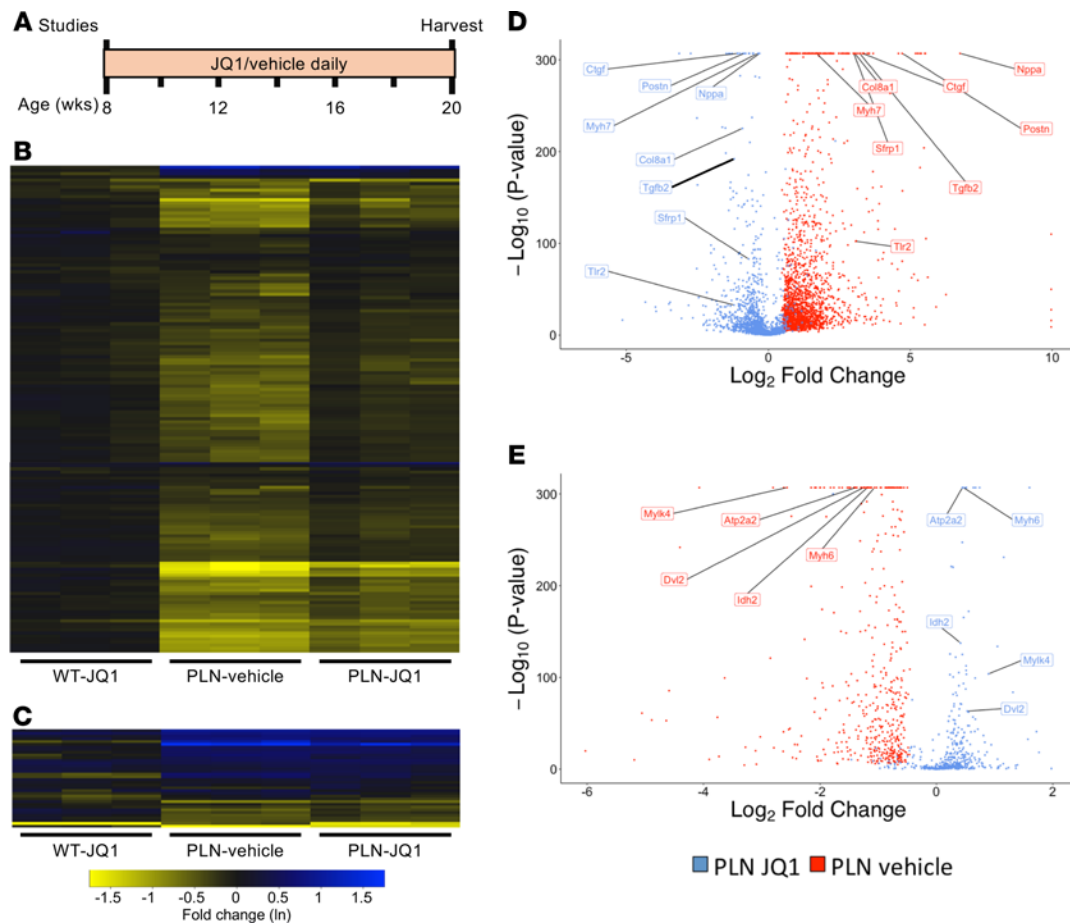 A
Studies
Harvest
JQ1/vehicle daily
Age (wks)
8
12
16
20
B
WT-JQ1
PLN-vehicle
PLN-JQ1
C
WT-JQ1
PLN-vehicle
PLN-JQ1
-1.5
-1
-0.5
0
0.5
1
1.5
Fold change (ln)
D
− Log10 (P-value)
300
200
100
0
Ctgf
Postn
Nppa
Myh7
Col8a1
Tgfb2
Sfrp1
Tlr2
Nppa
Col8a1
Ctgf
Myh7
Postn
Sfrp1
Tgfb2
Tlr2
-5
0
5
10
Log2 Fold Change
E
− Log10 (P-value)
300
200
100
0
Mylk4
Atp2a2
Myh6
Dvl2
Idh2
Atp2a2
Myh6
Idh2
Mylk4
Dvl2
-6
-4
-2
0
2
Log2 Fold Change
PLN JQ1
PLN vehicle